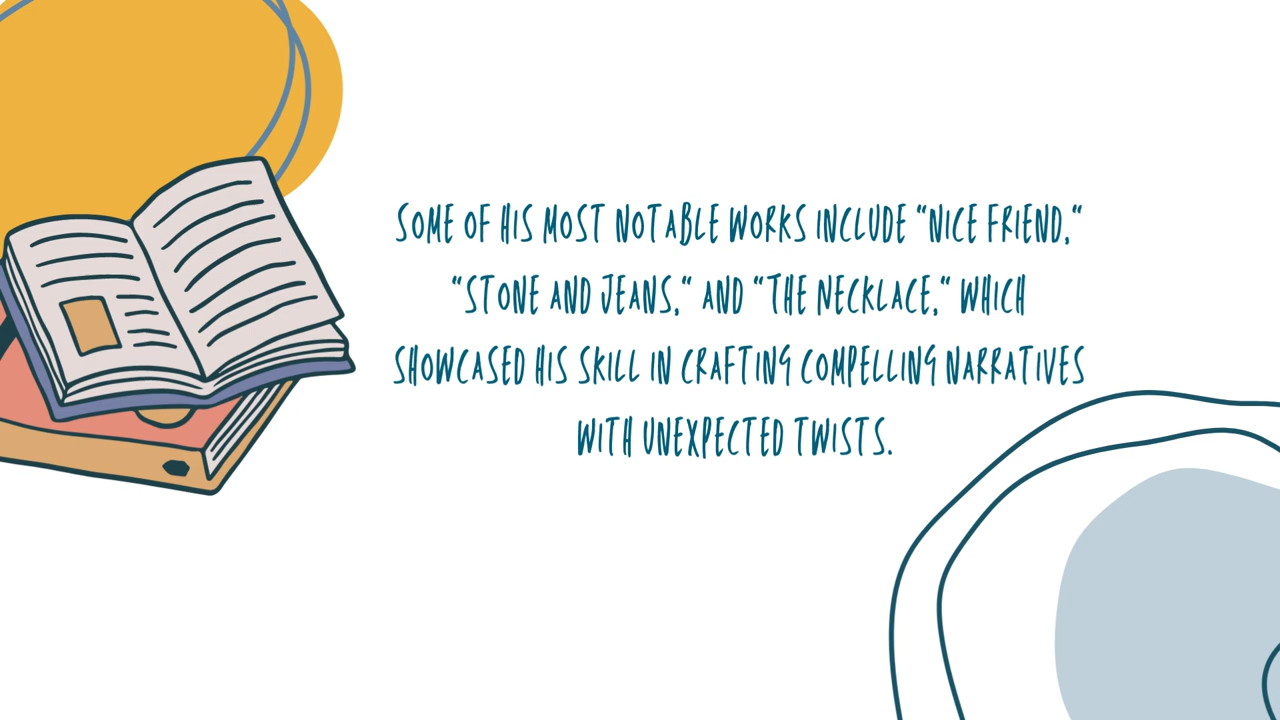 SOME OF HIS MOST NOTABLE WORKS INCLUDE "NICE FRIEND,"
"STONE AND JEANS," AND "THE NECKLACE," WHICH
SHOWCASED HIS SKILL IN CRAFTING COMPELLING NARRATIVES
WITH UNEXPECTED TWISTS.